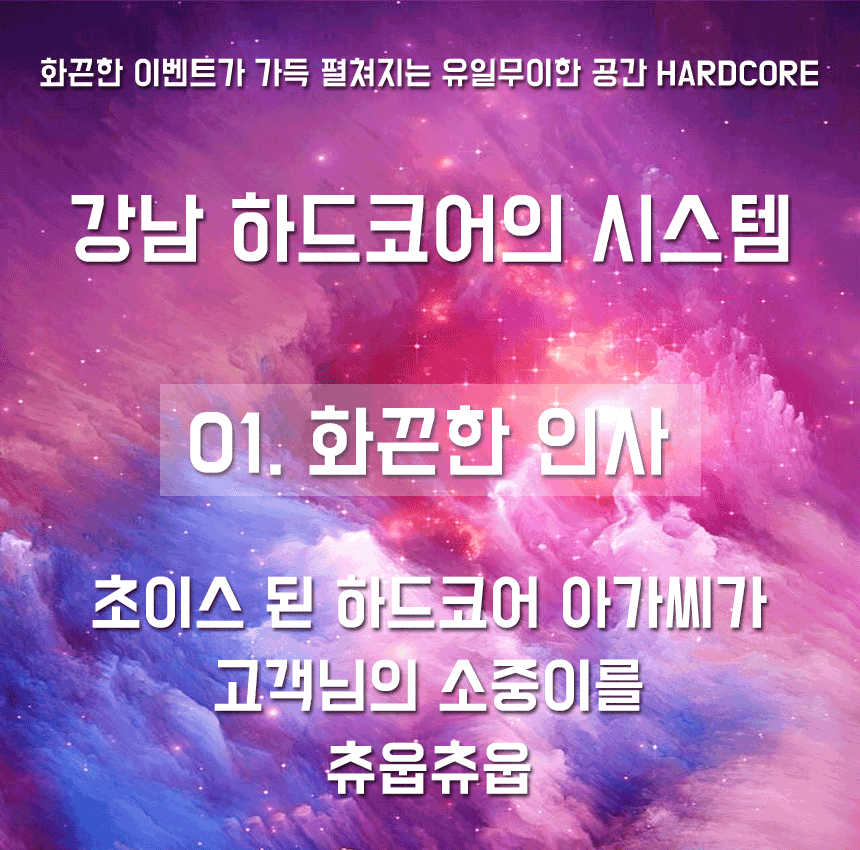 화끈한 이벤트가 가득 펼쳐지는 유일무이한 공간 HARDCORE
강남 하드코어의 시스템
01. 화끈한 인사
초이스 된 하드코어 아가씨가
고객님의 소중이를
츄웁츄웁